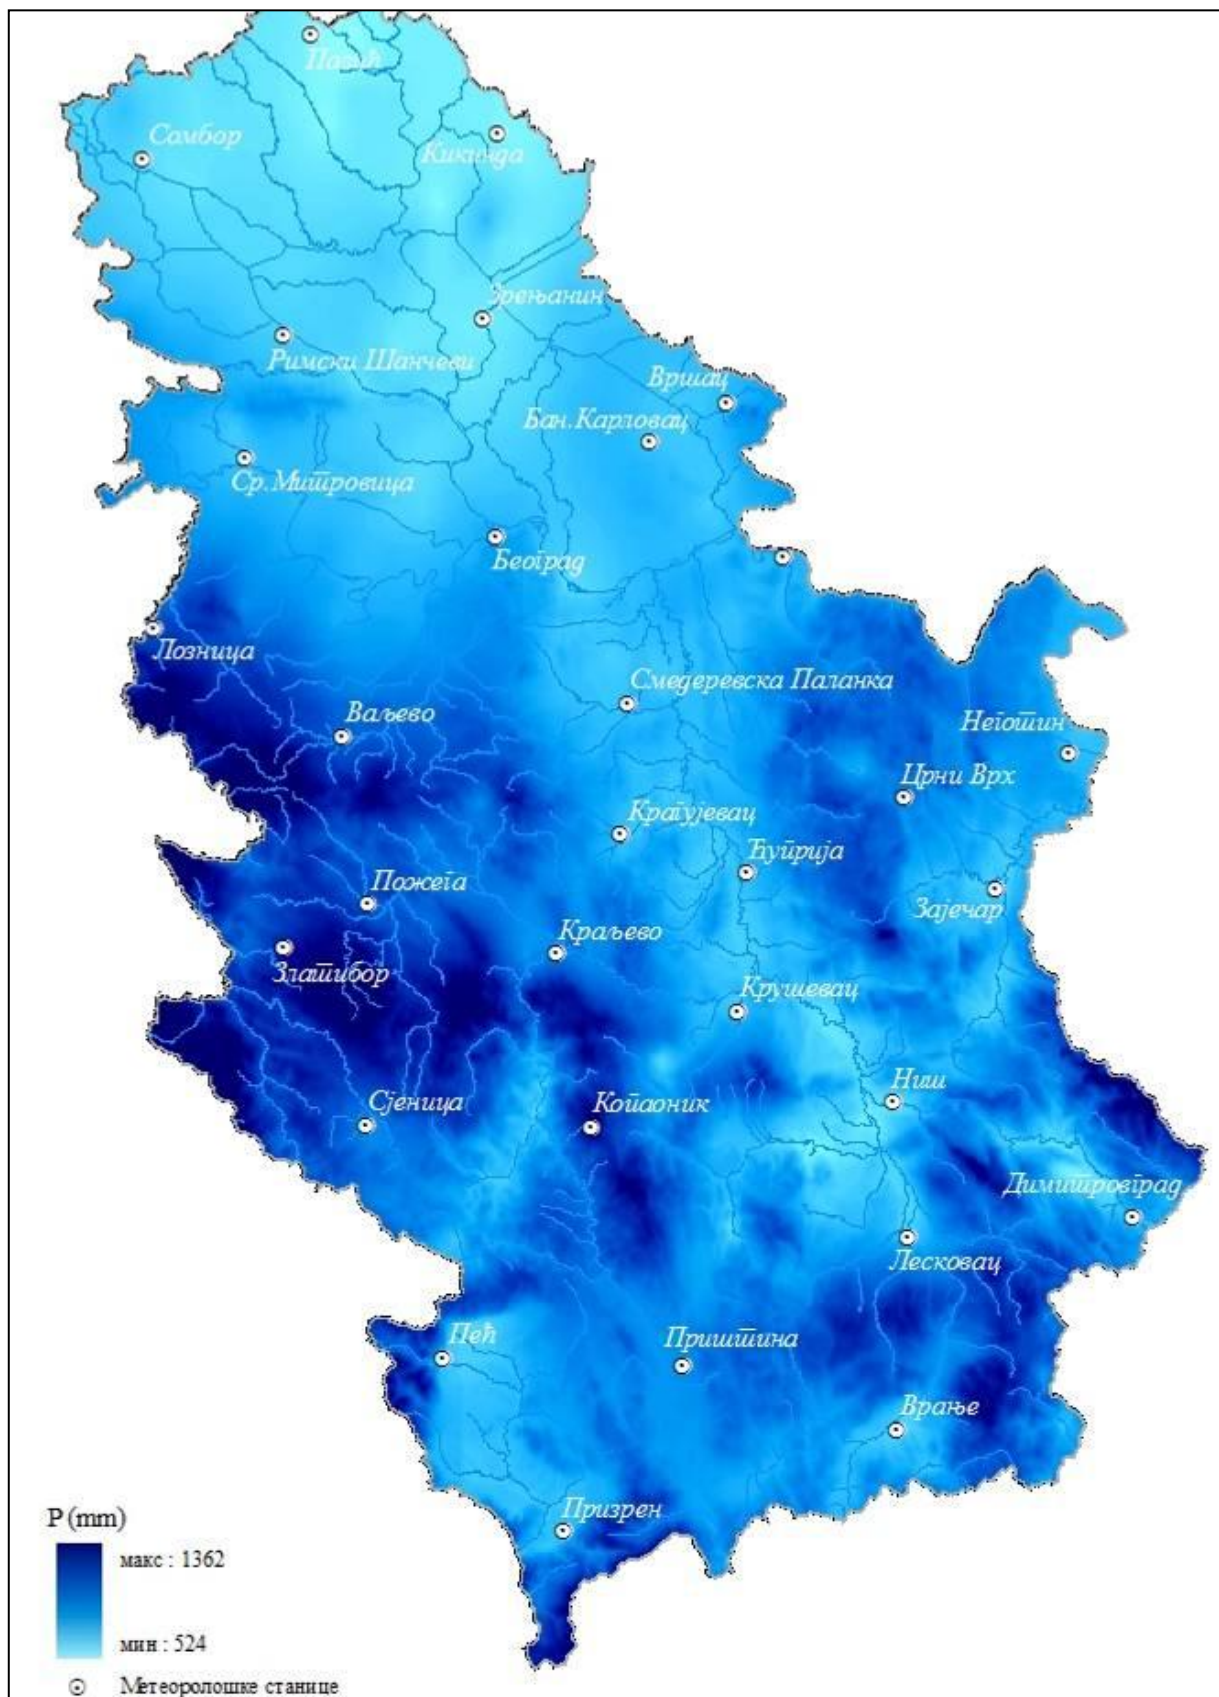 Палић
Сомбор
Кикинда
Зрењанин
Римски Шанчеви
Вршац
Бан. Карловац
Ср. Митровица
Београд
Лозница
Смедеревска Паланка
Ваљево
Неготин
Црни Врх
Крагујевац
Ћуприја
Пожега
Зајечар
Краљево
Златибор
Крушевац
Ниш
Сјеница
Копаоник
Димитровград
Лесковац
Пећ
Приштина
Врање
Призрен
P (mm)
макс : 1362
мин : 524
Метеоролошке станице